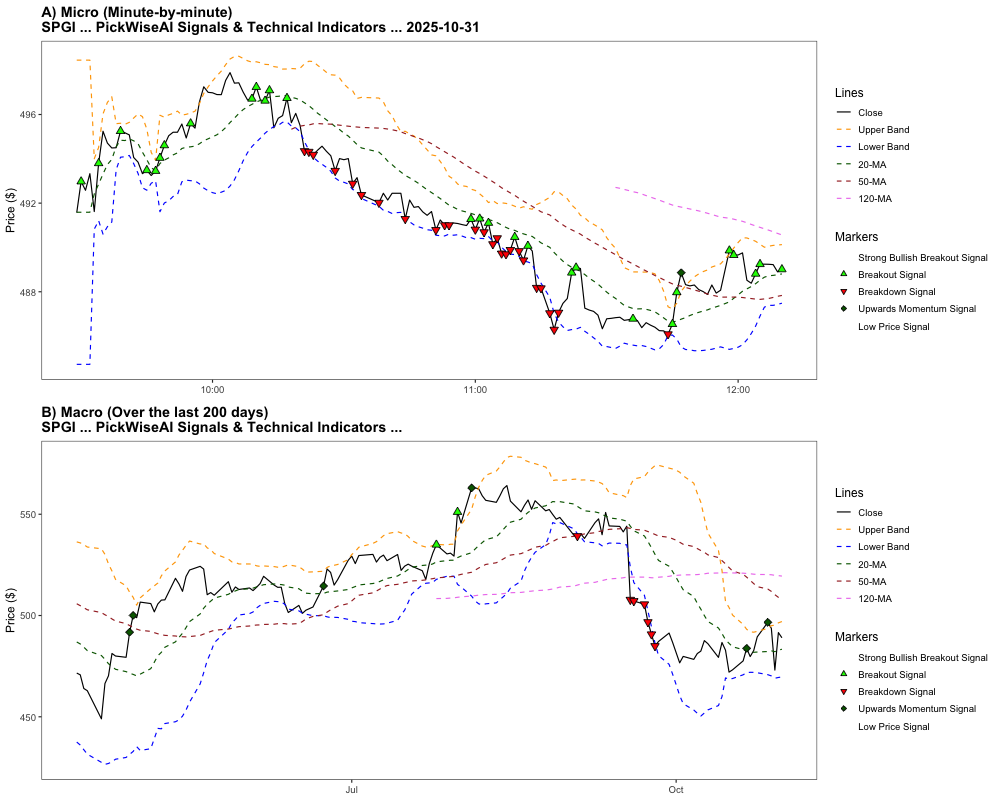 A) Micro (Minute-by-minute)
SPGI ... PickWiseAI Signals & Technical Indicators ... 2025-10-31
Price ($)
496
492
488
10:00
11:00
12:00
Lines
Close
Upper Band
Lower Band
20-MA
50-MA
120-MA
Markers
Strong Bullish Breakout Signal
Breakout Signal
Breakdown Signal
Upwards Momentum Signal
Low Price Signal
B) Macro (Over the last 200 days)
SPGI ... PickWiseAI Signals & Technical Indicators ...
Price ($)
550
500
450
Jul
Oct
Lines
Close
Upper Band
Lower Band
20-MA
50-MA
120-MA
Markers
Strong Bullish Breakout Signal
Breakout Signal
Breakdown Signal
Upwards Momentum Signal
Low Price Signal